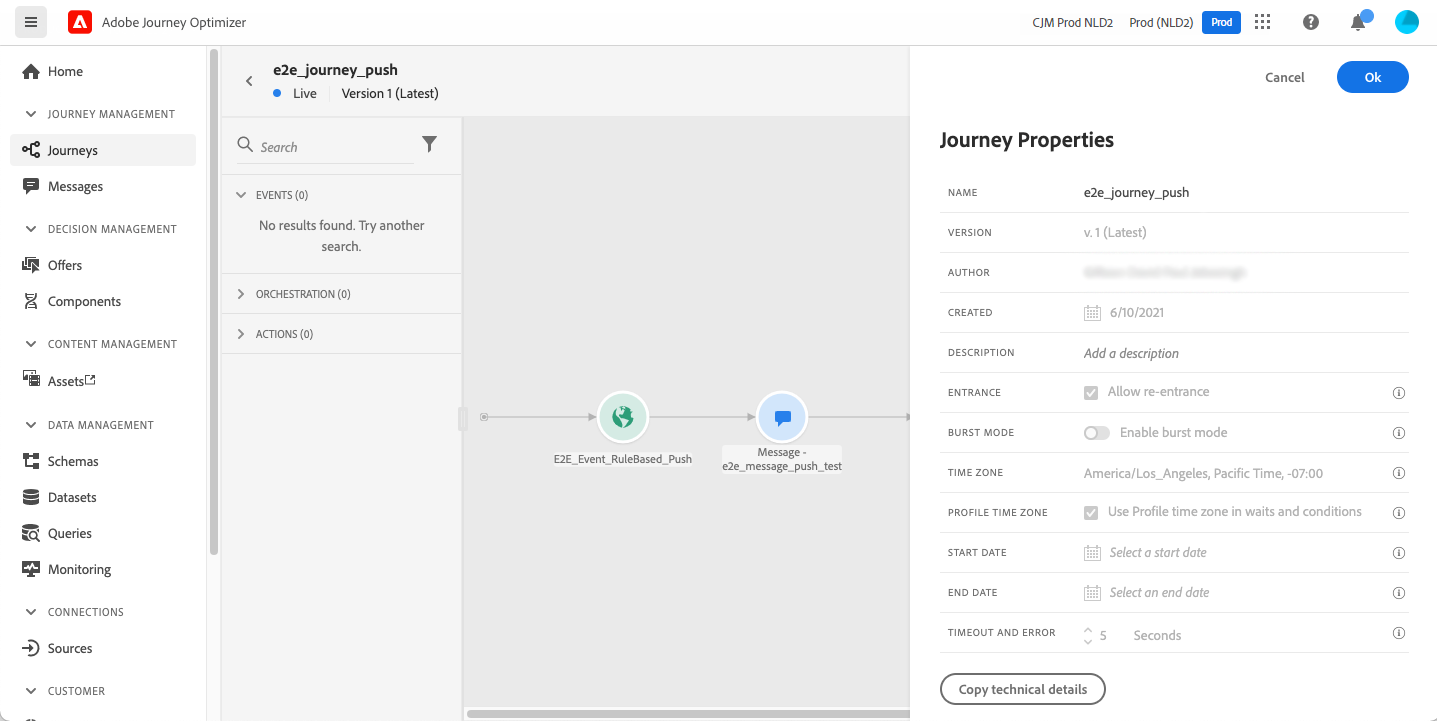 Adobe Journey Optimizer
CJM Prod NLD2
Prod (NLD2)
Prod
Home
JOURNEY MANAGEMENT
Journeys
Messages
DECISION MANAGEMENT
Offers
Components
CONTENT MANAGEMENT
Assets
DATA MANAGEMENT
Schemas
Datasets
Queries
Monitoring
CONNECTIONS
Sources
CUSTOMER
e2e_journey_push
Live
Version 1 (Latest)
Search
EVENTS (0)
No results found. Try another
search.
ORCHESTRATION (0)
ACTIONS (0)
E2E_Event_RuleBased_Push
Message -
e2e_message_push_test
Cancel
Ok
Journey Properties
NAME e2e_journey_push
VERSION v. 1 (Latest)
AUTHOR
CREATED 6/10/2021
DESCRIPTION Add a description
ENTRANCE Allow re-entrance
BURST MODE Enable burst mode
TIME ZONE America/Los_Angeles, Pacific Time, -07:00
PROFILE TIME ZONE Use Profile time zone in waits and conditions
START DATE Select a start date
END DATE Select an end date
TIMEOUT AND ERROR 5 Seconds
Copy technical details